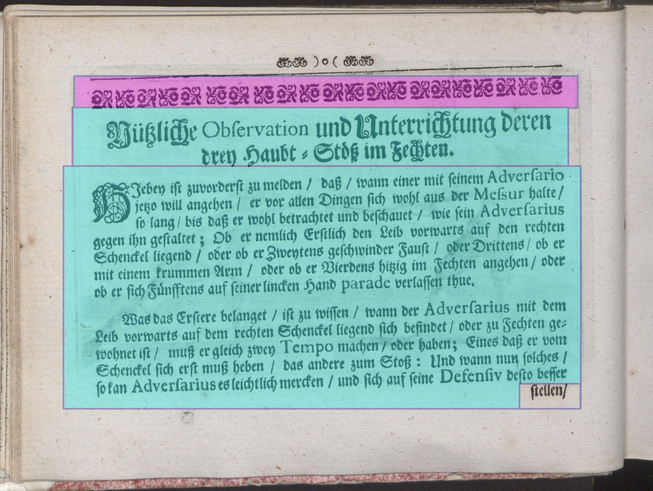 )o(
Nützliche Observation und Unterrichtung deren
drey Haubt-Stöß im Fechten.
HJebey ist zuvorderst zu melden / daß / wann einer mit seinem Adversario
jetzo will angehen / er vor allen Dingen sich wohl aus der Messur halte /
so lang / bis daß er wohl betrachtet und beschauet / wie sein Adversarius
gegen ihn gestaltet; Ob er nemlich Erstlich den Leib vorwarts auf den rechten
Schenckel liegend / oder ob er Zweytens geschwinder Faust / oder Drittens / ob er
mit einem krummen Arm / oder ob er Vierdens hitzig im Fechten angehen / oder
ob er sich Fünfftens auf seiner lincken Hand parade verlassen thue.
Was das Erstere belanget / ist zu wissen / wann der Adversarius mit dem
Leib vorwarts auf dem rechten Schenckel liegend sich befindet / oder zu Fechten ge-
wohnet ist / muß er gleich zwey Tempo machen / oder haben; Eines daß er vom
Schenckel sich erst muß heben / das andere zum Stoß: Und wann nun solches /
so kan Adversarius es leichtlich mercken / und sich auf seine Defensiv desto besser
stellen /